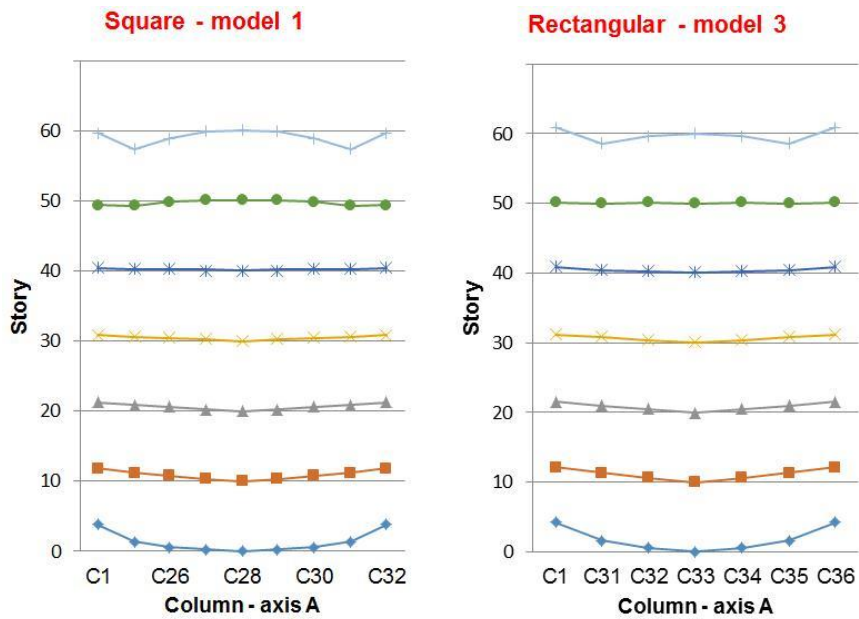 Square - model 1
60
50
40
30
20
10
0
Story
C1 C26 C28 C30 C32
Column - axis A
Rectangular - model 3
60
50
40
30
20
10
0
Story
C1 C31 C32 C33 C34 C35 C36
Column - axis A